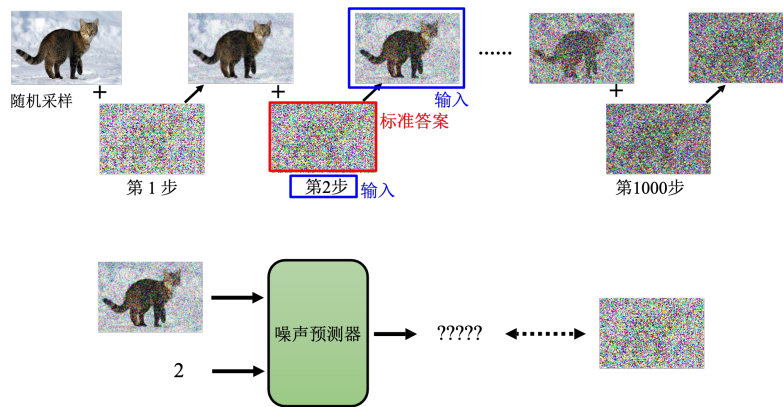 随机采样
+
+
......
+
输入
标准答案
第 1 步
第2步
输入
第1000步
噪声预测器
?????
2